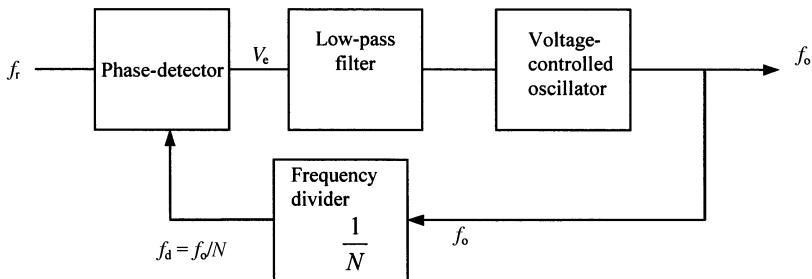 f_r
Phase-detector
V_e
Low-pass
filter
Voltage-
controlled
oscillator
f_o
Frequency
divider
1
N
f_d = f_o/N
f_o